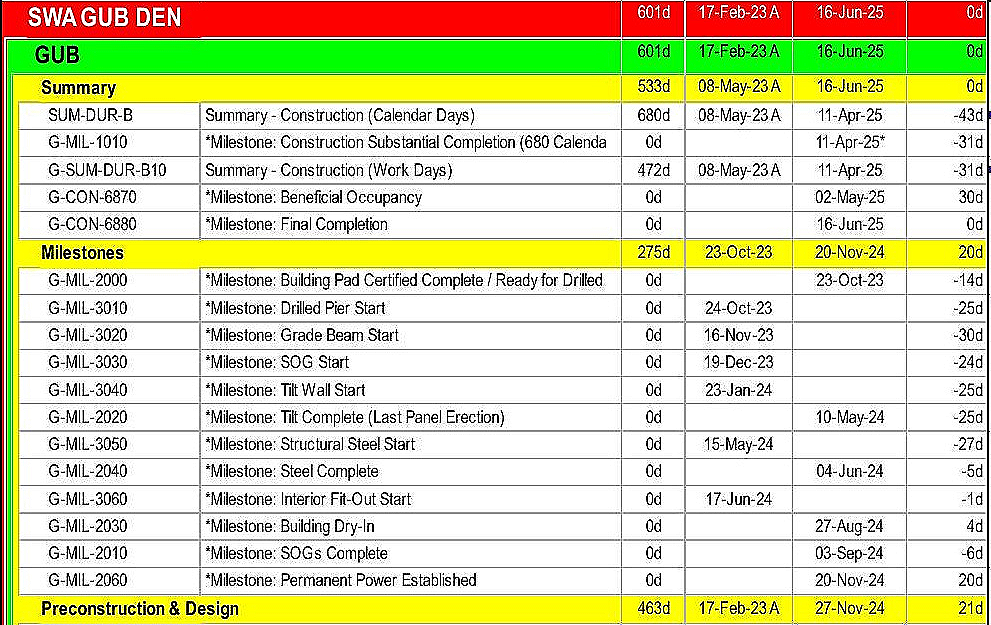 SWA GUB DEN 601d 17-Feb-23 A 16-Jun-25 0d
GUB 601d 17-Feb-23 A 16-Jun-25 0d
Summary 533d 08-May-23 A 16-Jun-25 0d
SUM-DUR-B Summary - Construction (Calendar Days) 680d 08-May-23 A 11-Apr-25 -43d
G-MIL-1010 *Milestone: Construction Substantial Completion (680 Calenda 0d 11-Apr-25* -31d
G-SUM-DUR-B10 Summary - Construction (Work Days) 472d 08-May-23 A 11-Apr-25 -31d
G-CON-6870 *Milestone: Beneficial Occupancy 0d 02-May-25 30d
G-CON-6880 *Milestone: Final Completion 0d 16-Jun-25 0d
Milestones 275d 23-Oct-23 20-Nov-24 20d
G-MIL-2000 *Milestone: Building Pad Certified Complete / Ready for Drilled 0d 23-Oct-23 -14d
G-MIL-3010 *Milestone: Drilled Pier Start 0d 24-Oct-23 -25d
G-MIL-3020 *Milestone: Grade Beam Start 0d 16-Nov-23 -30d
G-MIL-3030 *Milestone: SOG Start 0d 19-Dec-23 -24d
G-MIL-3040 *Milestone: Tilt Wall Start 0d 23-Jan-24 -25d
G-MIL-2020 *Milestone: Tilt Complete (Last Panel Erection) 0d 10-May-24 -25d
G-MIL-3050 *Milestone: Structural Steel Start 0d 15-May-24 -27d
G-MIL-2040 *Milestone: Steel Complete 0d 04-Jun-24 -5d
G-MIL-3060 *Milestone: Interior Fit-Out Start 0d 17-Jun-24 -1d
G-MIL-2030 *Milestone: Building Dry-In 0d 27-Aug-24 4d
G-MIL-2010 *Milestone: SOGs Complete 0d 03-Sep-24 -6d
G-MIL-2060 *Milestone: Permanent Power Established 0d 20-Nov-24 20d
Preconstruction & Design 463d 17-Feb-23 A 27-Nov-24 21d